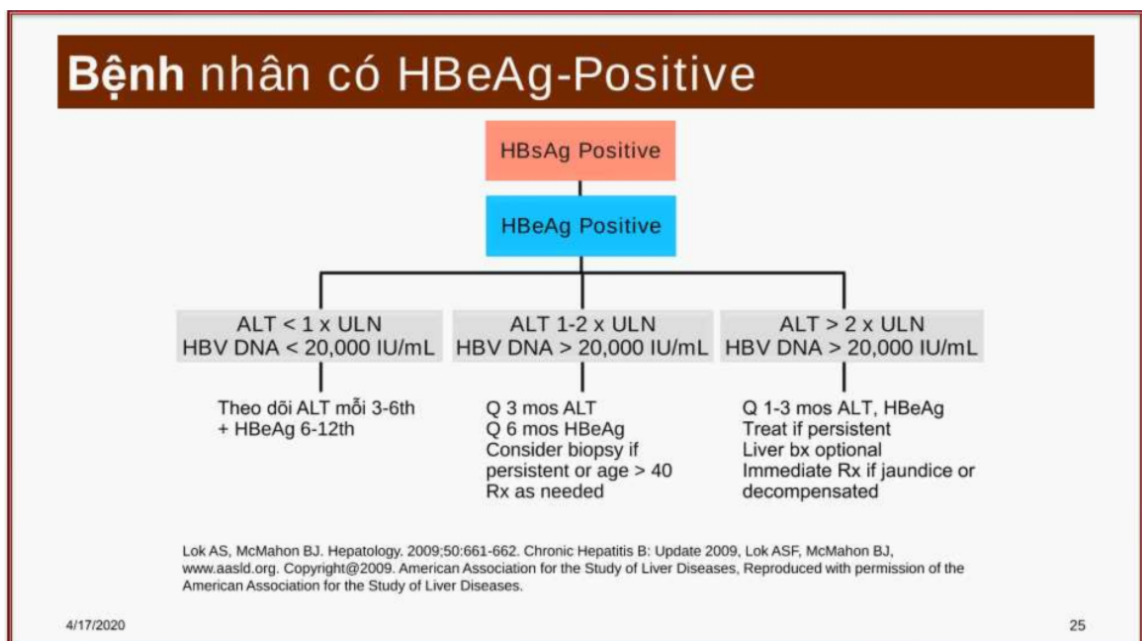 Bệnh nhân có HBeAg-Positive
HBsAg Positive
HBeAg Positive
ALT < 1 x ULN
HBV DNA < 20,000 IU/mL
Theo dõi ALT mỗi 3-6th
+ HBeAg 6-12th
ALT 1-2 x ULN
HBV DNA > 20,000 IU/mL
Q 3 mos ALT
Q 6 mos HBeAg
Consider biopsy if
persistent or age > 40
Rx as needed
ALT > 2 x ULN
HBV DNA > 20,000 IU/mL
Q 1-3 mos ALT, HBeAg
Treat if persistent
Liver bx optional
Immediate Rx if jaundice or
decompensated
Lok AS, McMahon BJ. Hepatology. 2009;50:661-662. Chronic Hepatitis B: Update 2009, Lok ASF, McMahon BJ,
www.aasld.org. Copyright@2009. American Association for the Study of Liver Diseases, Reproduced with permission of the
American Association for the Study of Liver Diseases.
4/17/2020
25